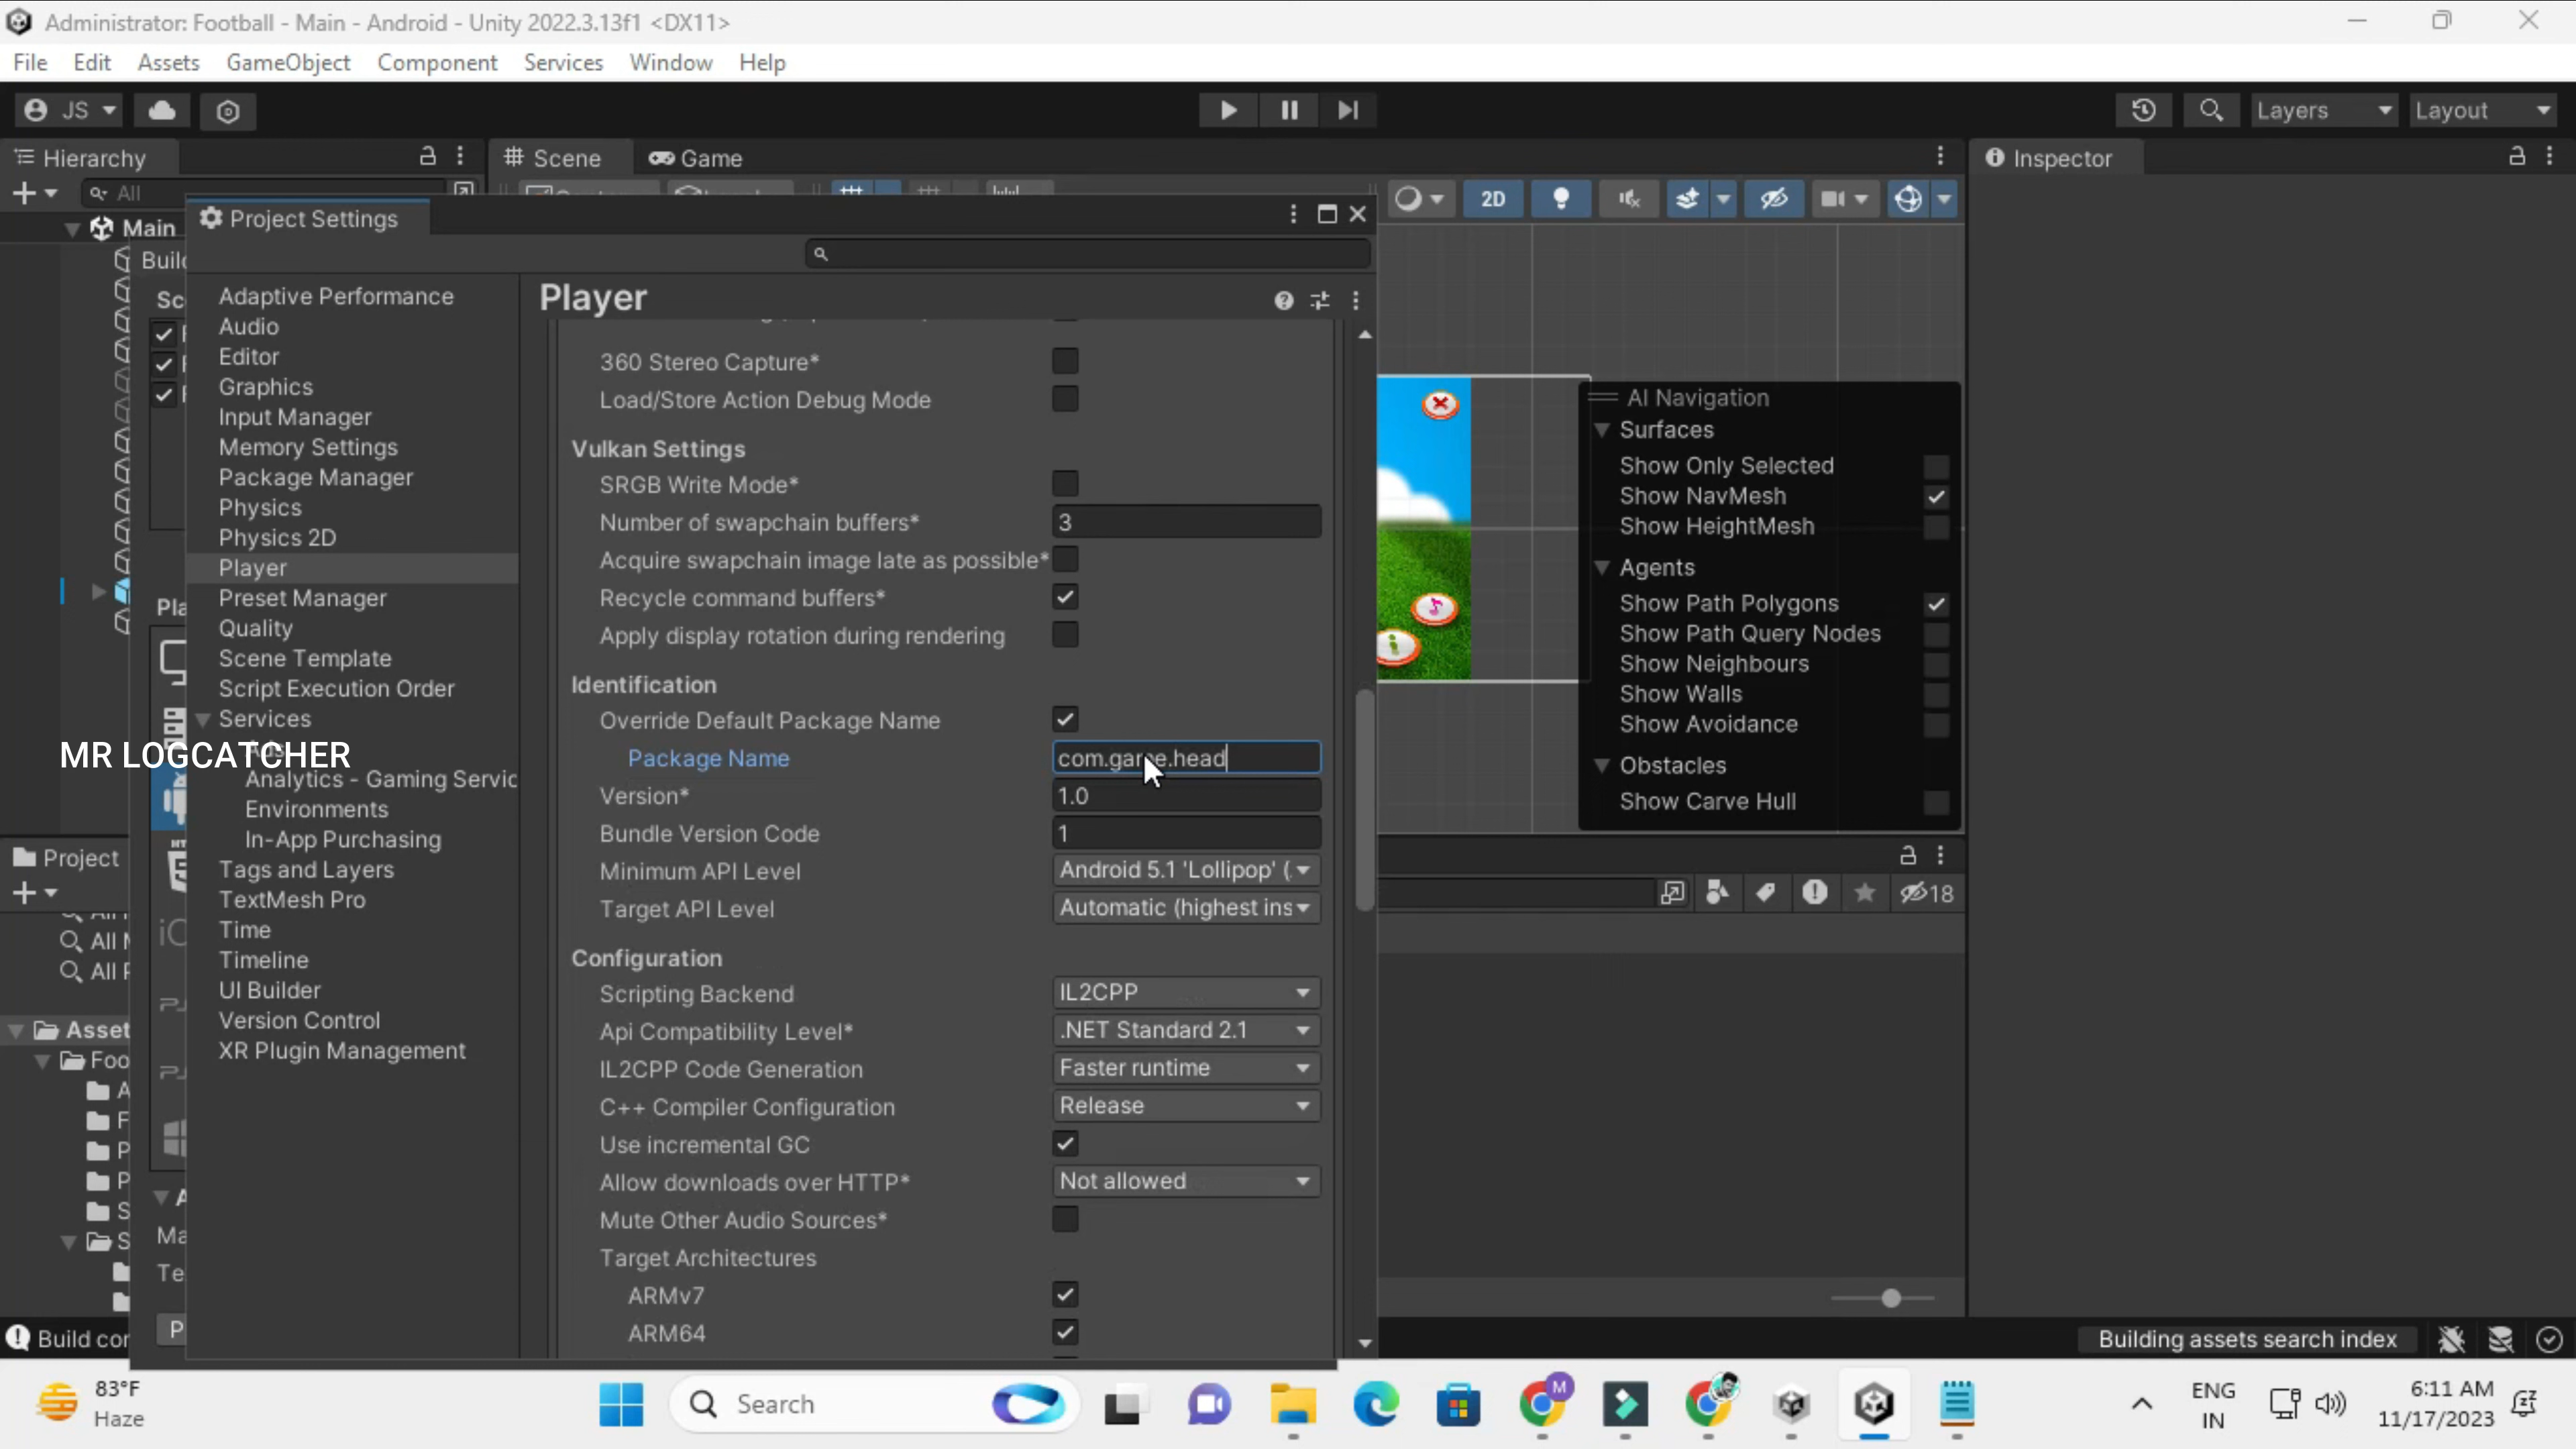 Administrator: Football - Main - Android - Unity 2022.3.13f1 <DX11>
File Edit Assets GameObject Component Services Window Help
JS Layers Layout
Hierarchy Scene Game Inspector
All
2D
Main
Project Settings
Player
Adaptive Performance
Audio
Editor
Graphics
Input Manager
Memory Settings
Package Manager
Physics
Physics 2D
Player
Preset Manager
Quality
Scene Template
Script Execution Order
Services
MR LOGCATCHER
Analytics - Gaming Servic
Environments
In-App Purchasing
Tags and Layers
TextMesh Pro
Time
Timeline
UI Builder
Version Control
XR Plugin Management
360 Stereo Capture*
Load/Store Action Debug Mode
Vulkan Settings
SRGB Write Mode*
Number of swapchain buffers* 3
Acquire swapchain image late as possible*
Recycle command buffers*
Apply display rotation during rendering
Identification
Override Default Package Name
Package Name com.game.head
Version* 1.0
Bundle Version Code 1
Minimum API Level Android 5.1 'Lollipop' (
Target API Level Automatic (highest ins
Configuration
Scripting Backend IL2CPP
Api Compatibility Level* .NET Standard 2.1
IL2CPP Code Generation Faster runtime
C++ Compiler Configuration Release
Use incremental GC
Allow downloads over HTTP* Not allowed
Mute Other Audio Sources*
Target Architectures
ARMv7
ARM64
AI Navigation
Surfaces
Show Only Selected
Show NavMesh
Show HeightMesh
Agents
Show Path Polygons
Show Path Query Nodes
Show Neighbours
Show Walls
Show Avoidance
Obstacles
Show Carve Hull
18
Project
Asset
Foo
Build cor
Building assets search index
83°F
Haze
Search
ENG
IN
6:11 AM
11/17/2023